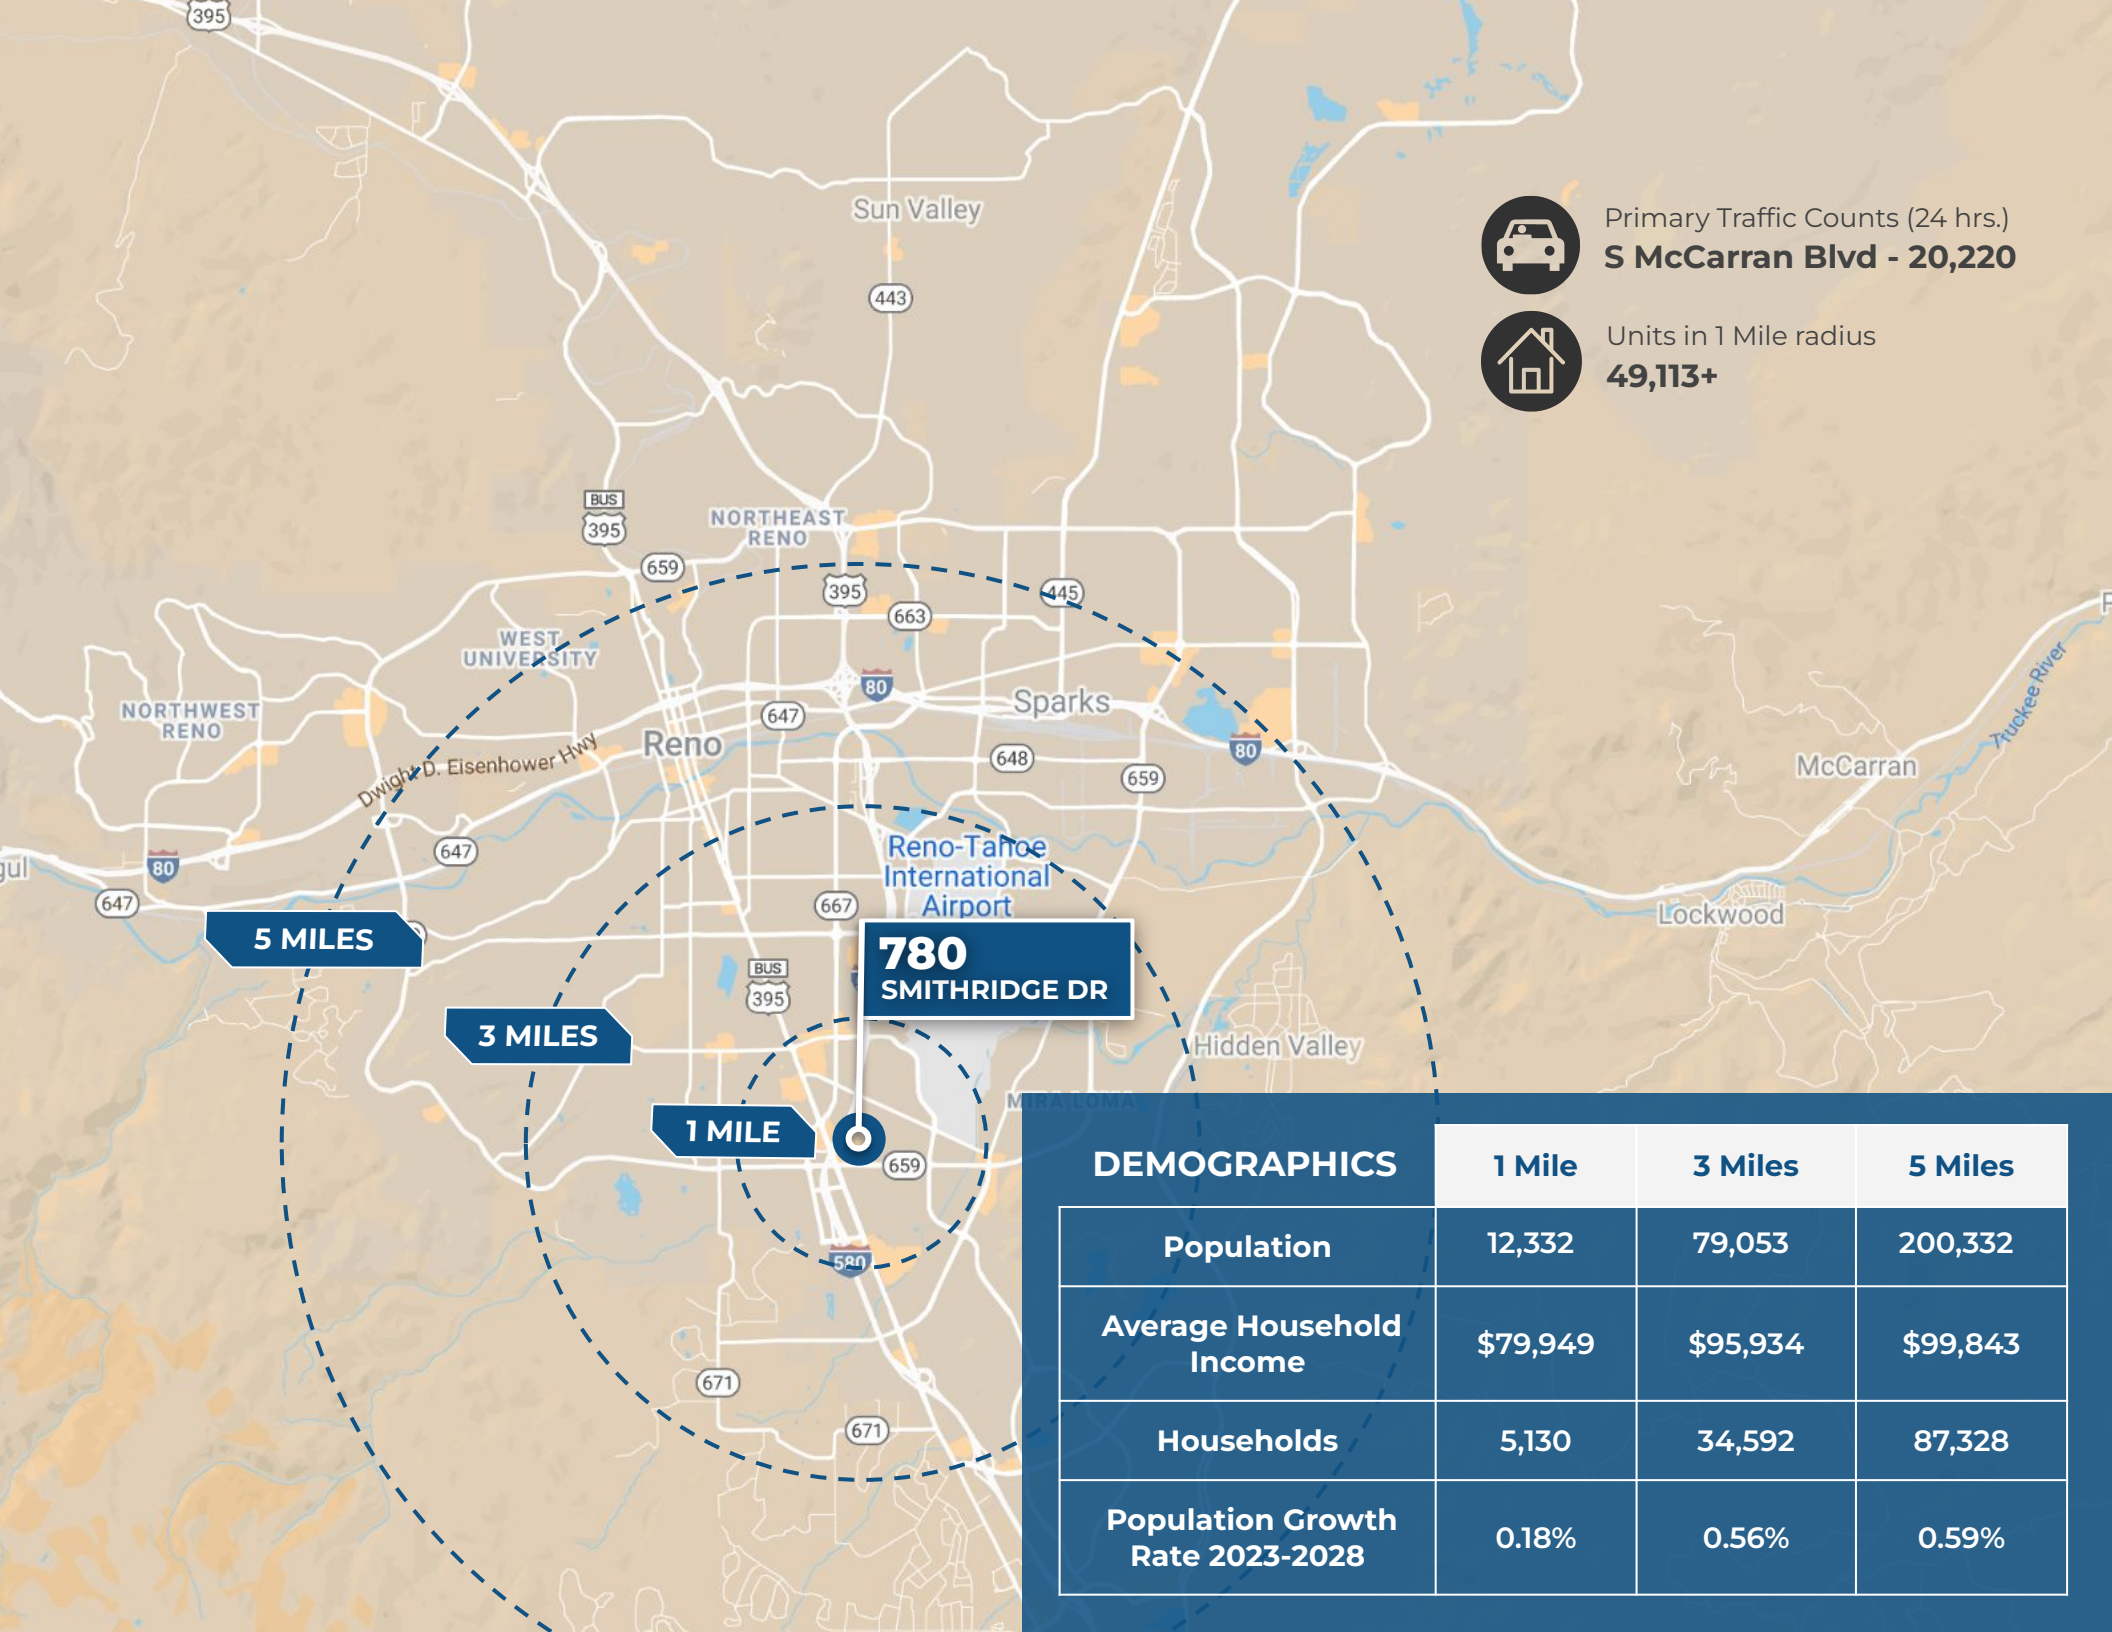 395
Sun Valley
Primary Traffic Counts (24 hrs.)
S McCarran Blvd - 20,220
443
Units in 1 Mile radius
49,113+
BUS
395
NORTHEAST
RENO
659
395
445
663
WEST
UNIVERSITY
80
Sparks
NORTHWEST
RENO
647
Reno
80
648
659
Dwight D. Eisenhower Hwy
McCarran
Truckee River
647
80
Reno-Tahoe
International
Airport
647
667
Lockwood
5 MILES
780
SMITHRIDGE DR
BUS
395
3 MILES
Hidden Valley
MIRA LOMA
1 MILE
659
580
671
671
DEMOGRAPHICS 1 Mile 3 Miles 5 Miles
Population 12,332 79,053 200,332
Average Household
Income $79,949 $95,934 $99,843
Households 5,130 34,592 87,328
Population Growth
Rate 2023-2028 0.18% 0.56% 0.59%